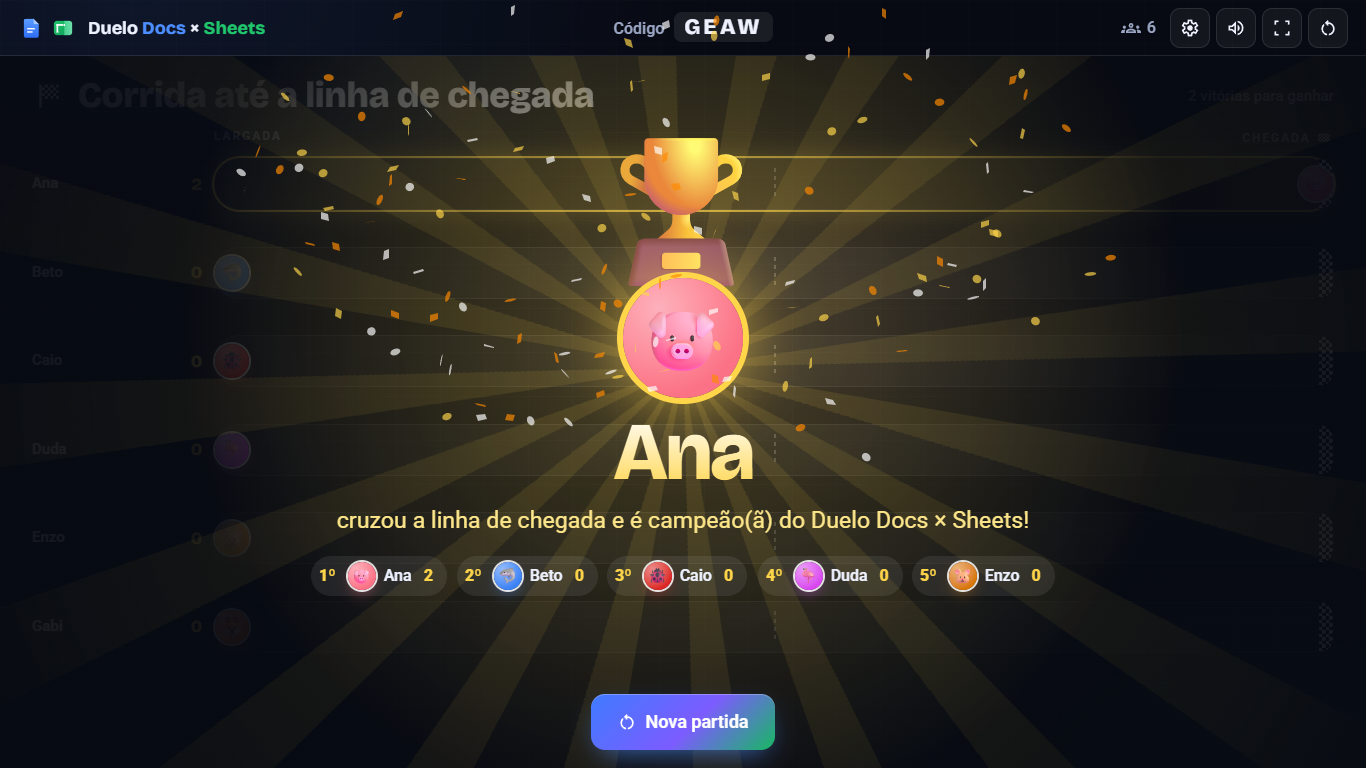 Duelo Docs × Sheets
Código GEAW
6
Corrida até a linha de chegada
2 vitórias para ganhar
LARGADA
CHEGADA
Ana 2
Beto 0
Caio 0
Duda 0
Enzo 0
Gabi 0
Ana
cruzou a linha de chegada e é campeão(ã) do Duelo Docs × Sheets!
1º Ana 2 2º Beto 0 3º Caio 0 4º Duda 0 5º Enzo 0
Nova partida